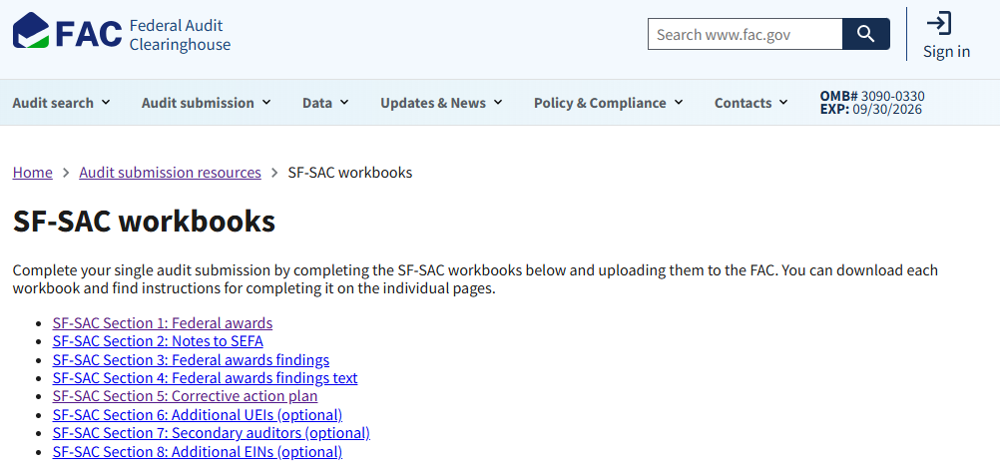 FAC Federal Audit
Clearinghouse
Search www.fac.gov
Sign in
Audit search
Audit submission
Data
Updates & News
Policy & Compliance
Contacts
OMB# 3090-0330
EXP: 09/30/2026
Home > Audit submission resources > SF-SAC workbooks
SF-SAC workbooks
Complete your single audit submission by completing the SF-SAC workbooks below and uploading them to the FAC. You can download each
workbook and find instructions for completing it on the individual pages.
• SF-SAC Section 1: Federal awards
• SF-SAC Section 2: Notes to SEFA
• SF-SAC Section 3: Federal awards findings
• SF-SAC Section 4: Federal awards findings text
• SF-SAC Section 5: Corrective action plan
• SF-SAC Section 6: Additional UEIs (optional)
• SF-SAC Section 7: Secondary auditors (optional)
• SF-SAC Section 8: Additional EINs (optional)